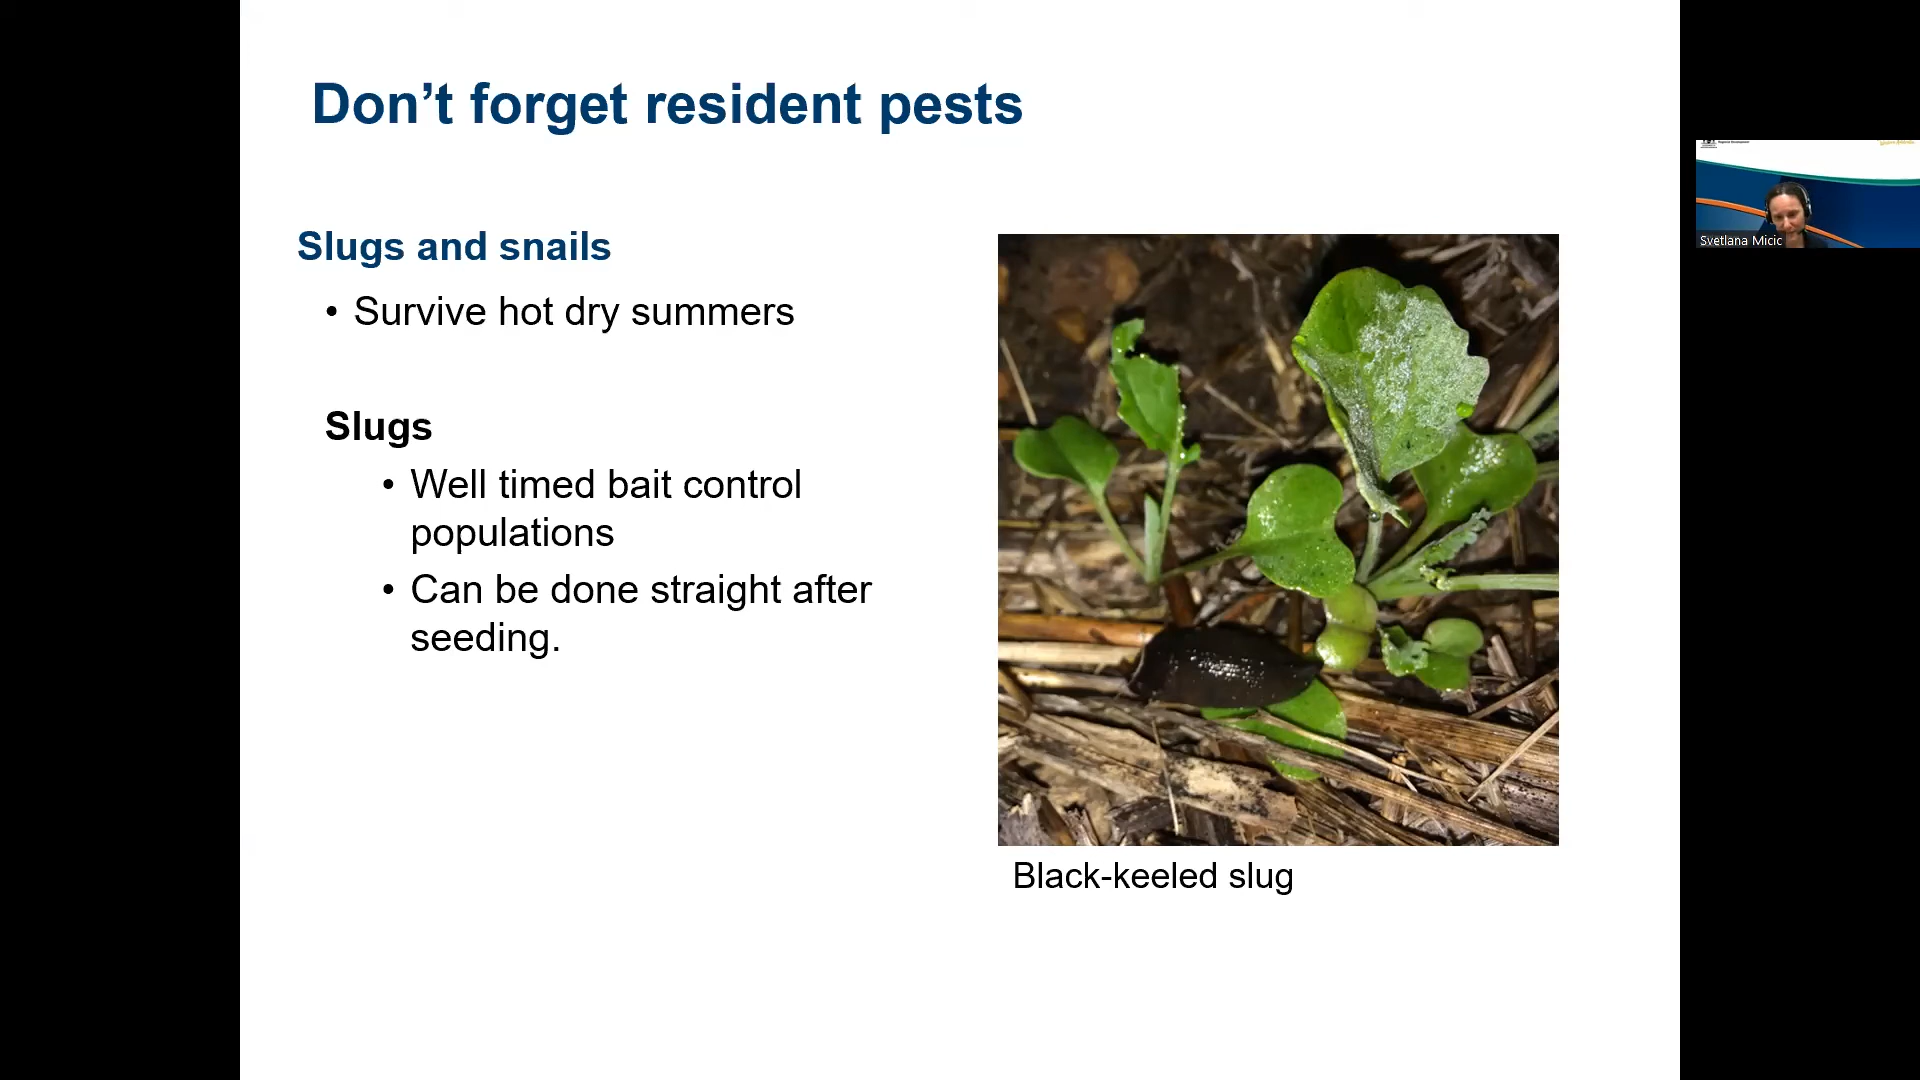 Don’t forget resident pests
Slugs and snails
• Survive hot dry summers
Slugs
• Well timed bait control
populations
• Can be done straight after
seeding.
Black-keeled slug
Svetlana Micic